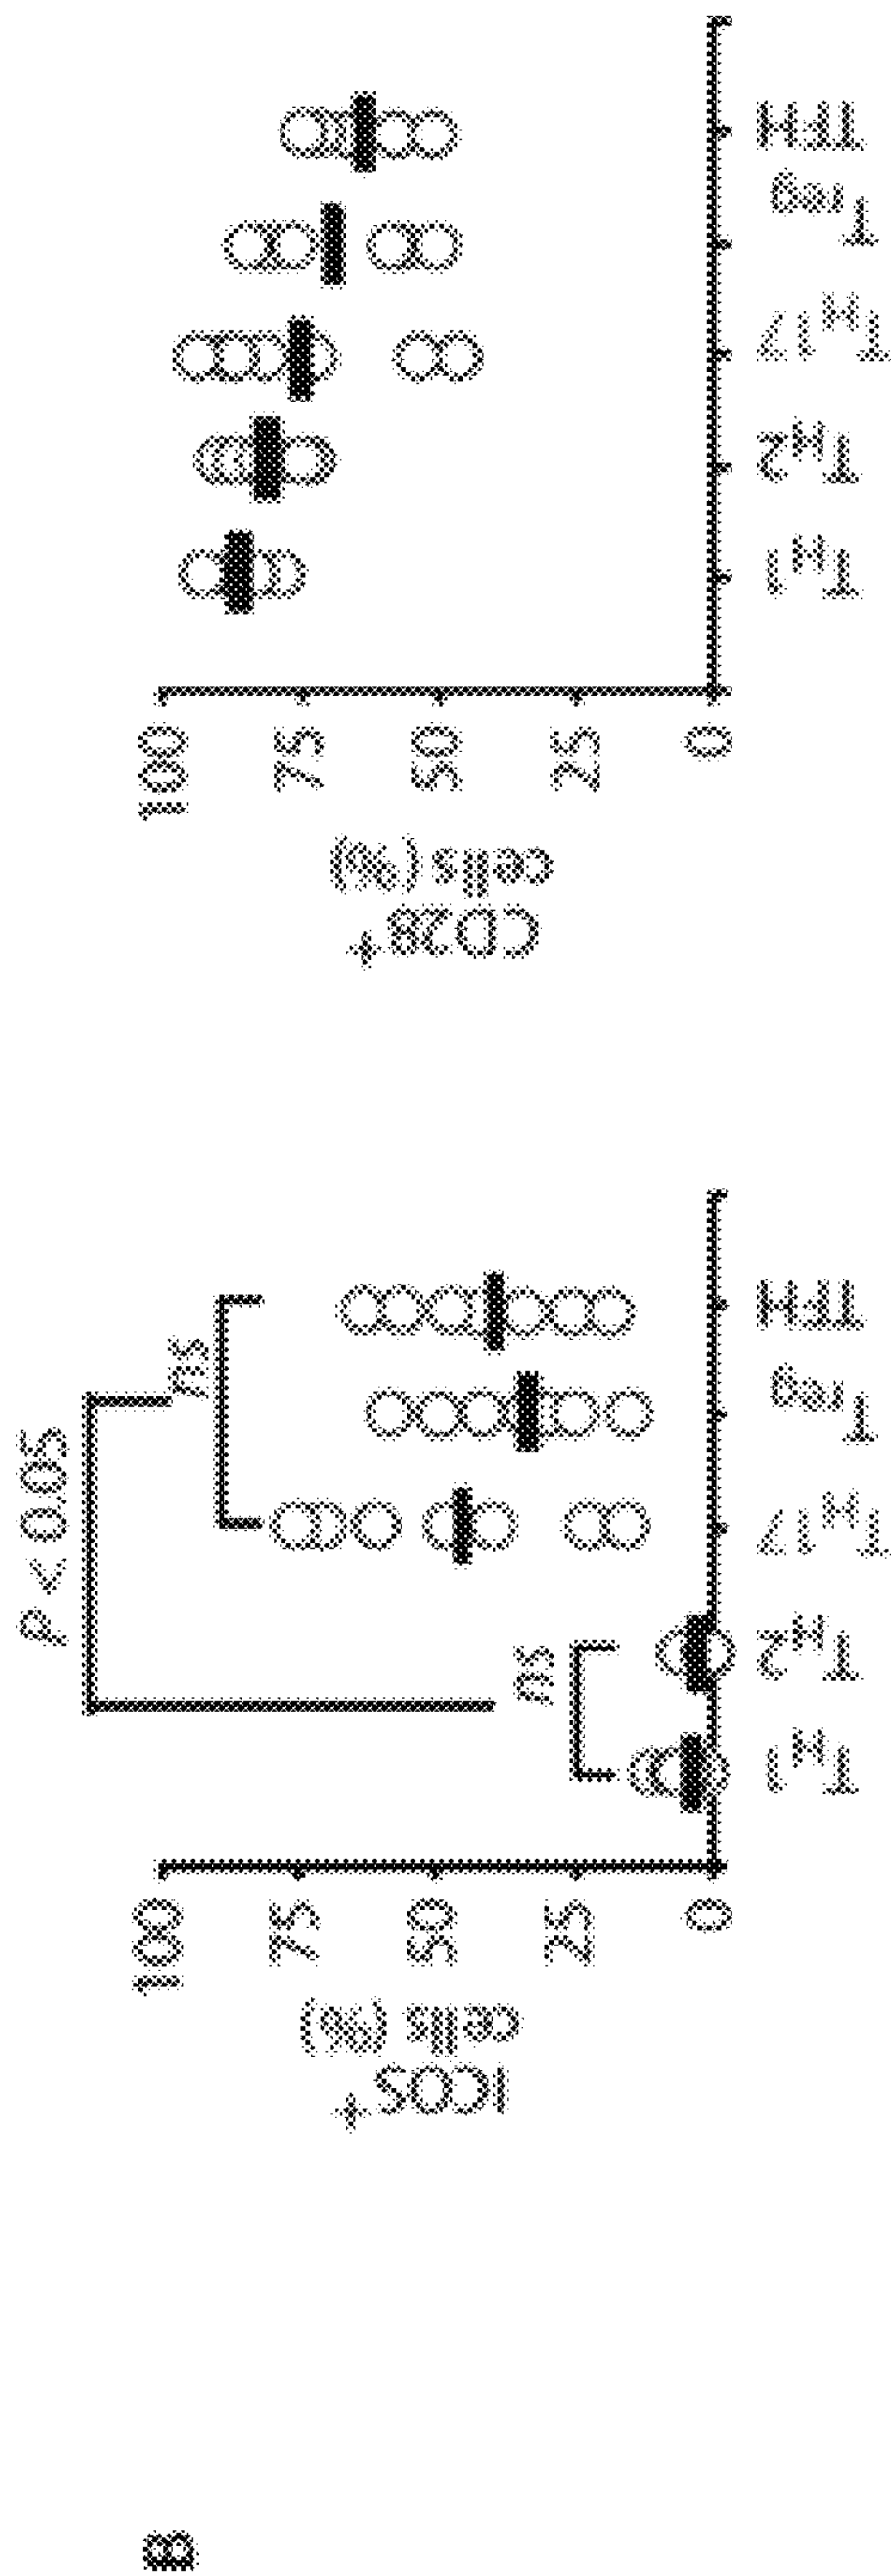 B
P < 0.05
ns
ns
ICOS+
cells (%)
100
75
50
25
0
TH1
TH2
TH17
Treg
TFH
CD28+
cells (%)
100
75
50
25
0
TH1
TH2
TH17
Treg
TFH